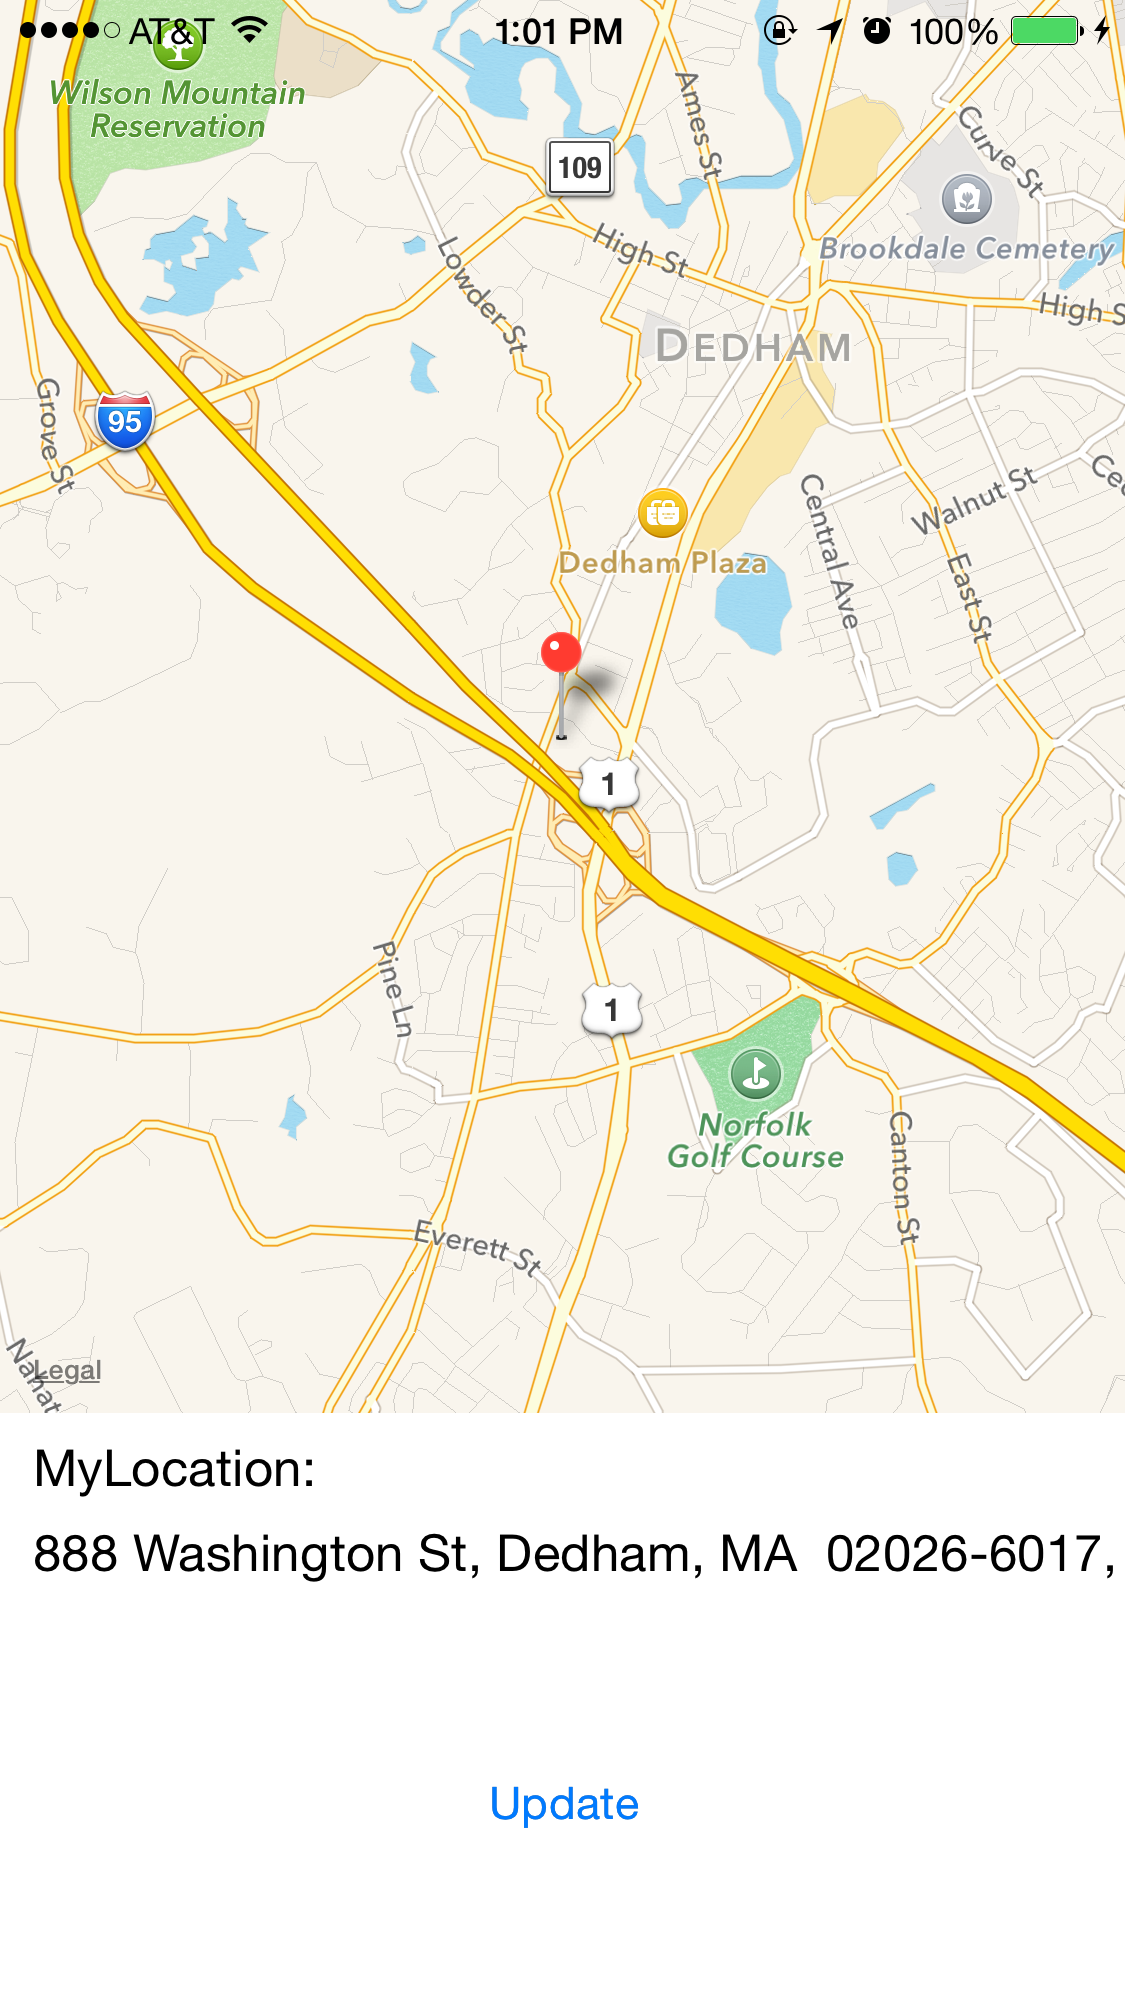 AT&T 1:01 PM 100%
Wilson Mountain
Reservation
109
Ames St
Curve St
Brookdale Cemetery
High St
Lowder St
High S
DEDHAM
Grove St
95
Central Ave
Walnut St
Ced
Dedham Plaza
East St
1
Pine Ln
1
Norfolk
Golf Course
Canton St
Everett St
Nahat
Legal
MyLocation:
888 Washington St, Dedham, MA  02026-6017,
Update